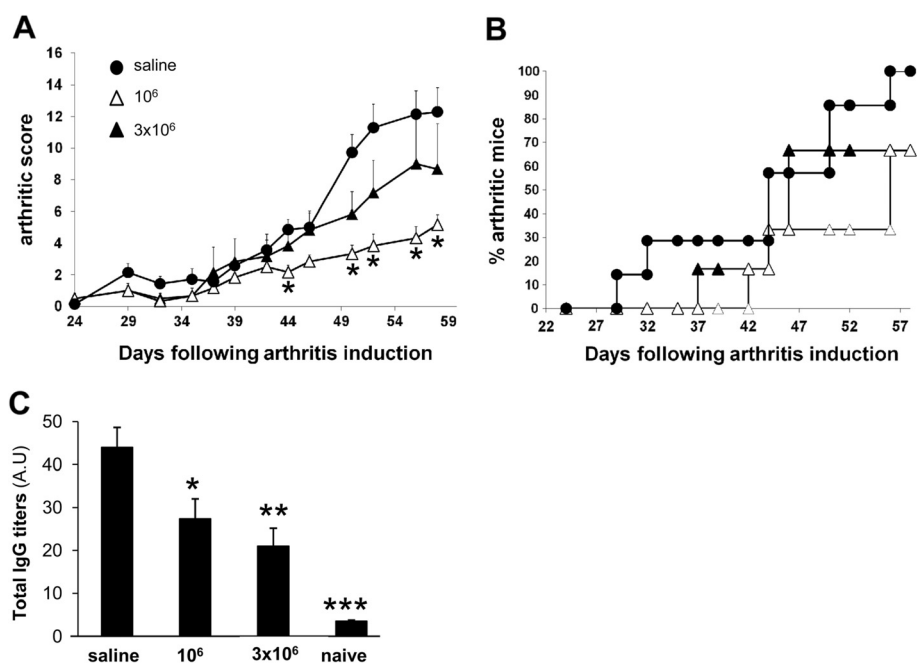 A
16
14
12
10
8
6
4
2
0
saline
10⁶
3x10⁶
arthritic score
24 29 34 39 44 49 54 59
* * * * *
Days following arthritis induction
B
100
90
80
70
60
50
40
30
20
10
0
% arthritic mice
22 27 32 37 42 47 52 57
Days following arthritis induction
C
50
40
30
20
10
0
Total IgG titers (A.U)
*
**
***
saline 10⁶ 3x10⁶ naive